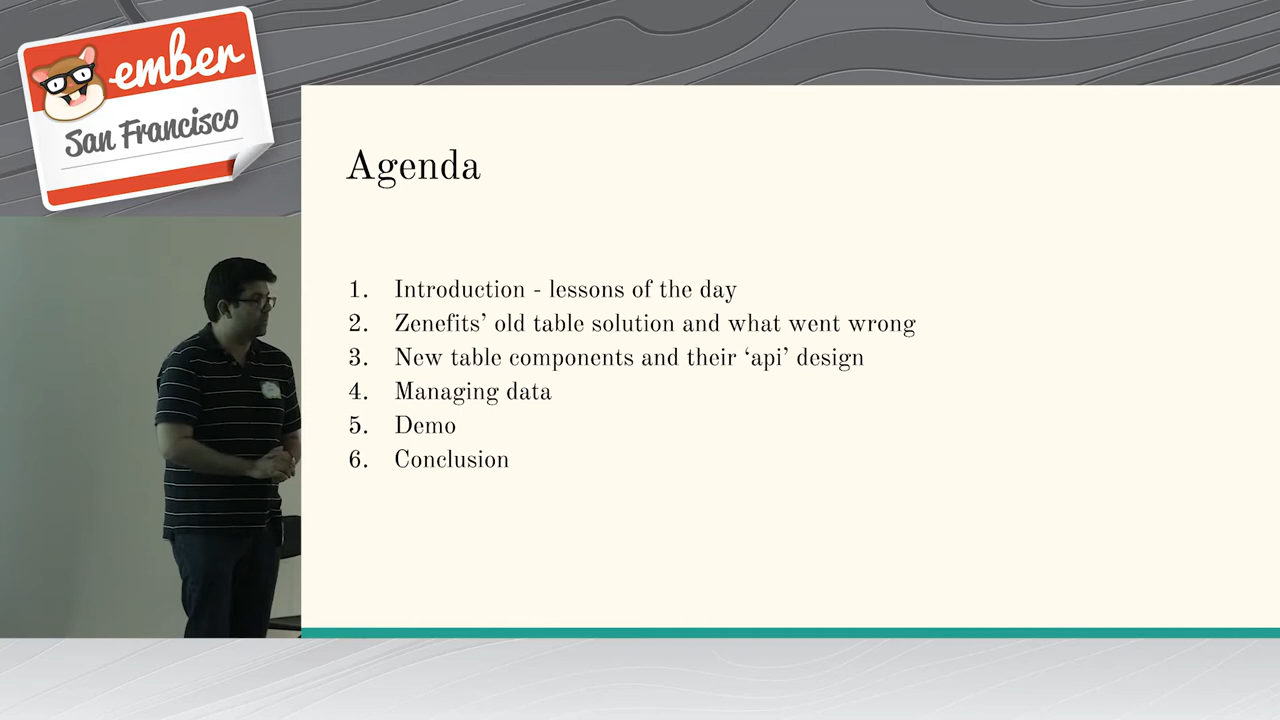 ember
San Francisco
Agenda
1. Introduction - lessons of the day
2. Zenefits’ old table solution and what went wrong
3. New table components and their ‘api’ design
4. Managing data
5. Demo
6. Conclusion